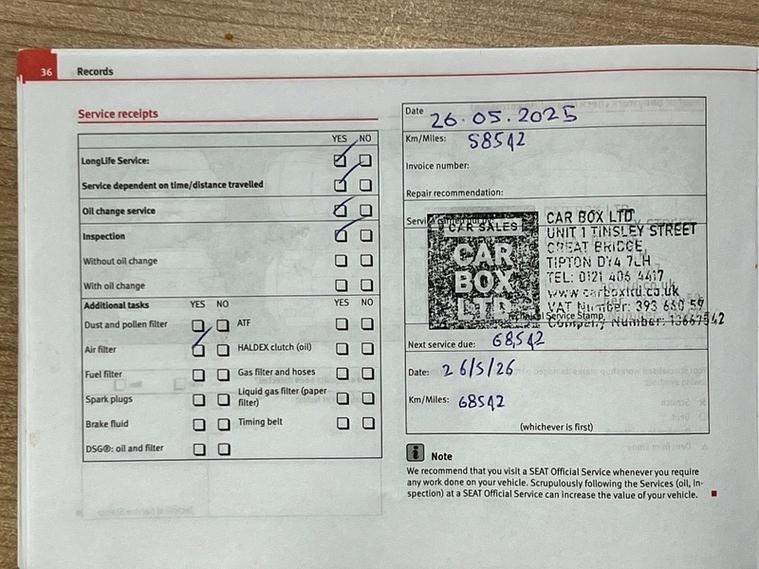 36 Records
Service receipts
YES NO
LongLife Service:
Service dependent on time/distance travelled
Oil change service
Inspection
Without oil change
With oil change
Additional tasks YES NO YES NO
Dust and pollen filter ATF
Air filter HALDEX clutch (oil)
Fuel filter Gas filter and hoses
Spark plugs Liquid gas filter (paper
filter)
Brake fluid Timing belt
DSG®: oil and filter
Date 26.05.2025
Km/Miles: 58542
Invoice number:
Repair recommendation:
CAR SALES
CAR
BOX
LTD
CAR BOX LTD
UNIT 1 TINSLEY STREET
GREAT BRIDGE
TIPTON DY4 7LH
TEL: 0121 406 4417
www.carboxltd.co.uk
VAT Number: 393 660 59
Technical Service Stamp
Company Number: 13667542
Next service due: 68542
Date: 26/5/26
Km/Miles: 68542
(whichever is first)
i Note
We recommend that you visit a SEAT Official Service whenever you require
any work done on your vehicle. Scrupulously following the Services (oil, In-
spection) at a SEAT Official Service can increase the value of your vehicle.